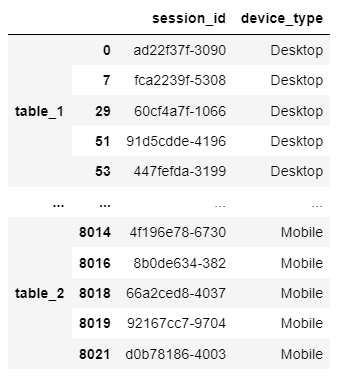 session_id device_type
0 ad22f37f-3090 Desktop
7 fca2239f-5308 Desktop
table_1 29 60cf4a7f-1066 Desktop
51 91d5cdde-4196 Desktop
53 447fefda-3199 Desktop
... ... ... ...
8014 4f196e78-6730 Mobile
8016 8b0de634-382 Mobile
table_2 8018 66a2ced8-4037 Mobile
8019 92167cc7-9704 Mobile
8021 d0b78186-4003 Mobile